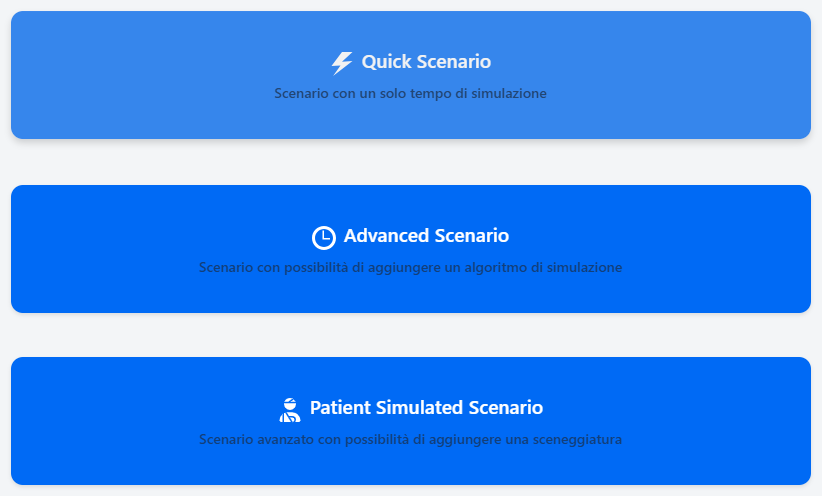 Quick Scenario
Scenario con un solo tempo di simulazione
Advanced Scenario
Scenario con possibilità di aggiungere un algoritmo di simulazione
Patient Simulated Scenario
Scenario avanzato con possibilità di aggiungere una sceneggiatura